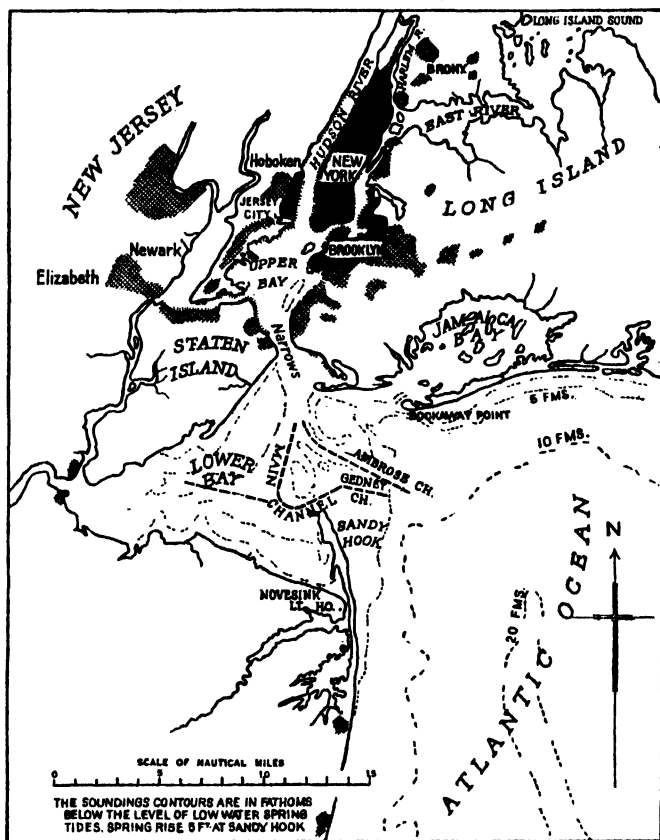 LONG ISLAND SOUND
HARLEM R.
BRONX
EAST RIVER
HUDSON RIVER
NEW JERSEY
Hoboken
NEW
YORK
LONG ISLAND
JERSEY
CITY
Newark
BROOKLYN
UPPER
BAY
Elizabeth
JAMAICA
BAY
Narrows
STATEN
ISLAND
5 FMS.
ROCKAWAY POINT
10 FMS.
LOWER
BAY
MAIN
CHANNEL
AMBROSE CH.
GEDNEY
CH.
SANDY
HOOK
N
NOVESINK
LT. HO.
20 FMS.
ATLANTIC OCEAN
SCALE OF NAUTICAL MILES
0 5 10 15
THE SOUNDINGS CONTOURS ARE IN FATHOMS
BELOW THE LEVEL OF LOW WATER SPRING
TIDES. SPRING RISE 5 FT. AT SANDY HOOK